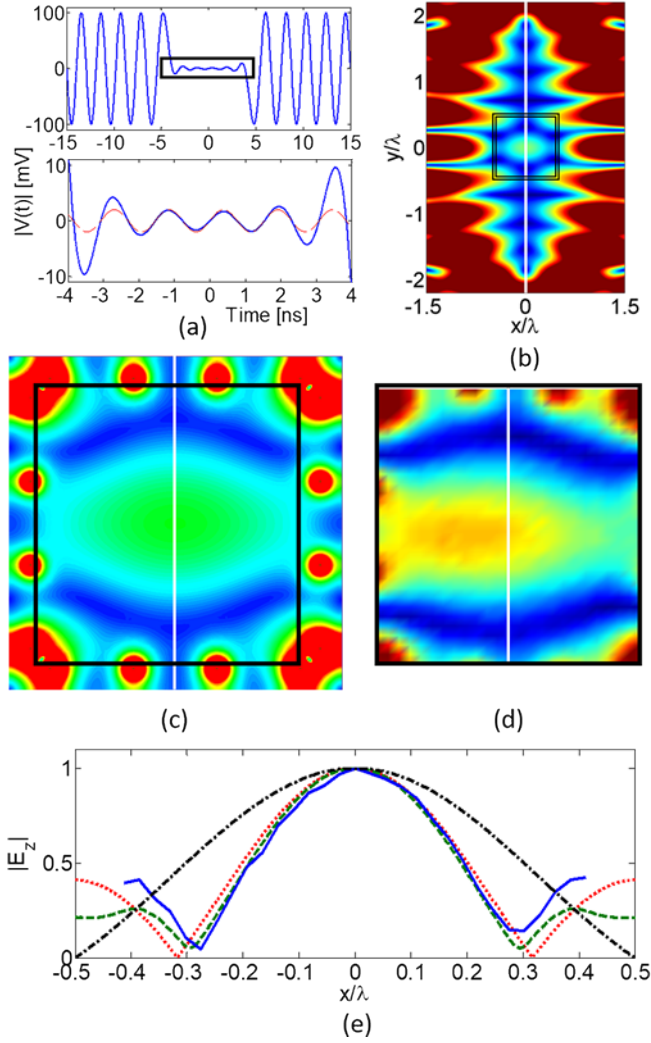 100
0
-100
-15 -10 -5 0 5 10 15
10
0
-10
-4 -3 -2 -1 0 1 2 3 4
|V(t)| [mV]
Time [ns]
(a)
2
1
0
-1
-2
y/λ
-1.5 0 1.5
x/λ
(b)
(c)
(d)
1
0.5
0
|E_z|
-0.5 -0.4 -0.3 -0.2 -0.1 0 0.1 0.2 0.3 0.4 0.5
x/λ
(e)